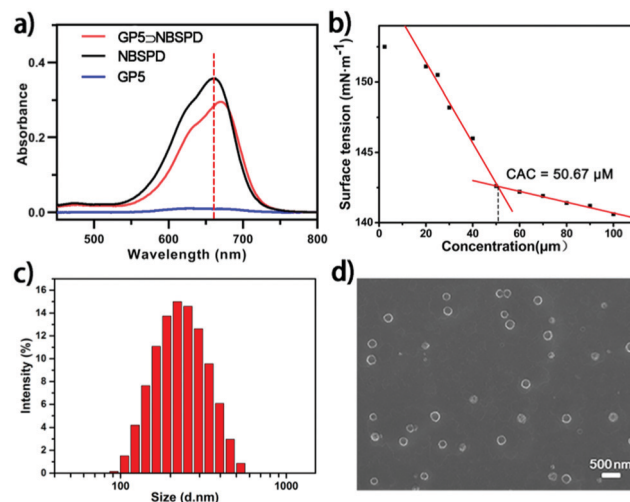 a)
GP5⊃NBSPD
NBSPD
GP5
0.4
0.2
0.0
Absorbance
500
600
700
800
Wavelength (nm)
b)
150
145
140
Surface tension (mN·m⁻¹)
CAC = 50.67 μM
0
20
40
60
80
100
Concentration(μm)
c)
16
14
12
10
8
6
4
2
0
Intensity (%)
100
1000
Size (d.nm)
d)
500 nm